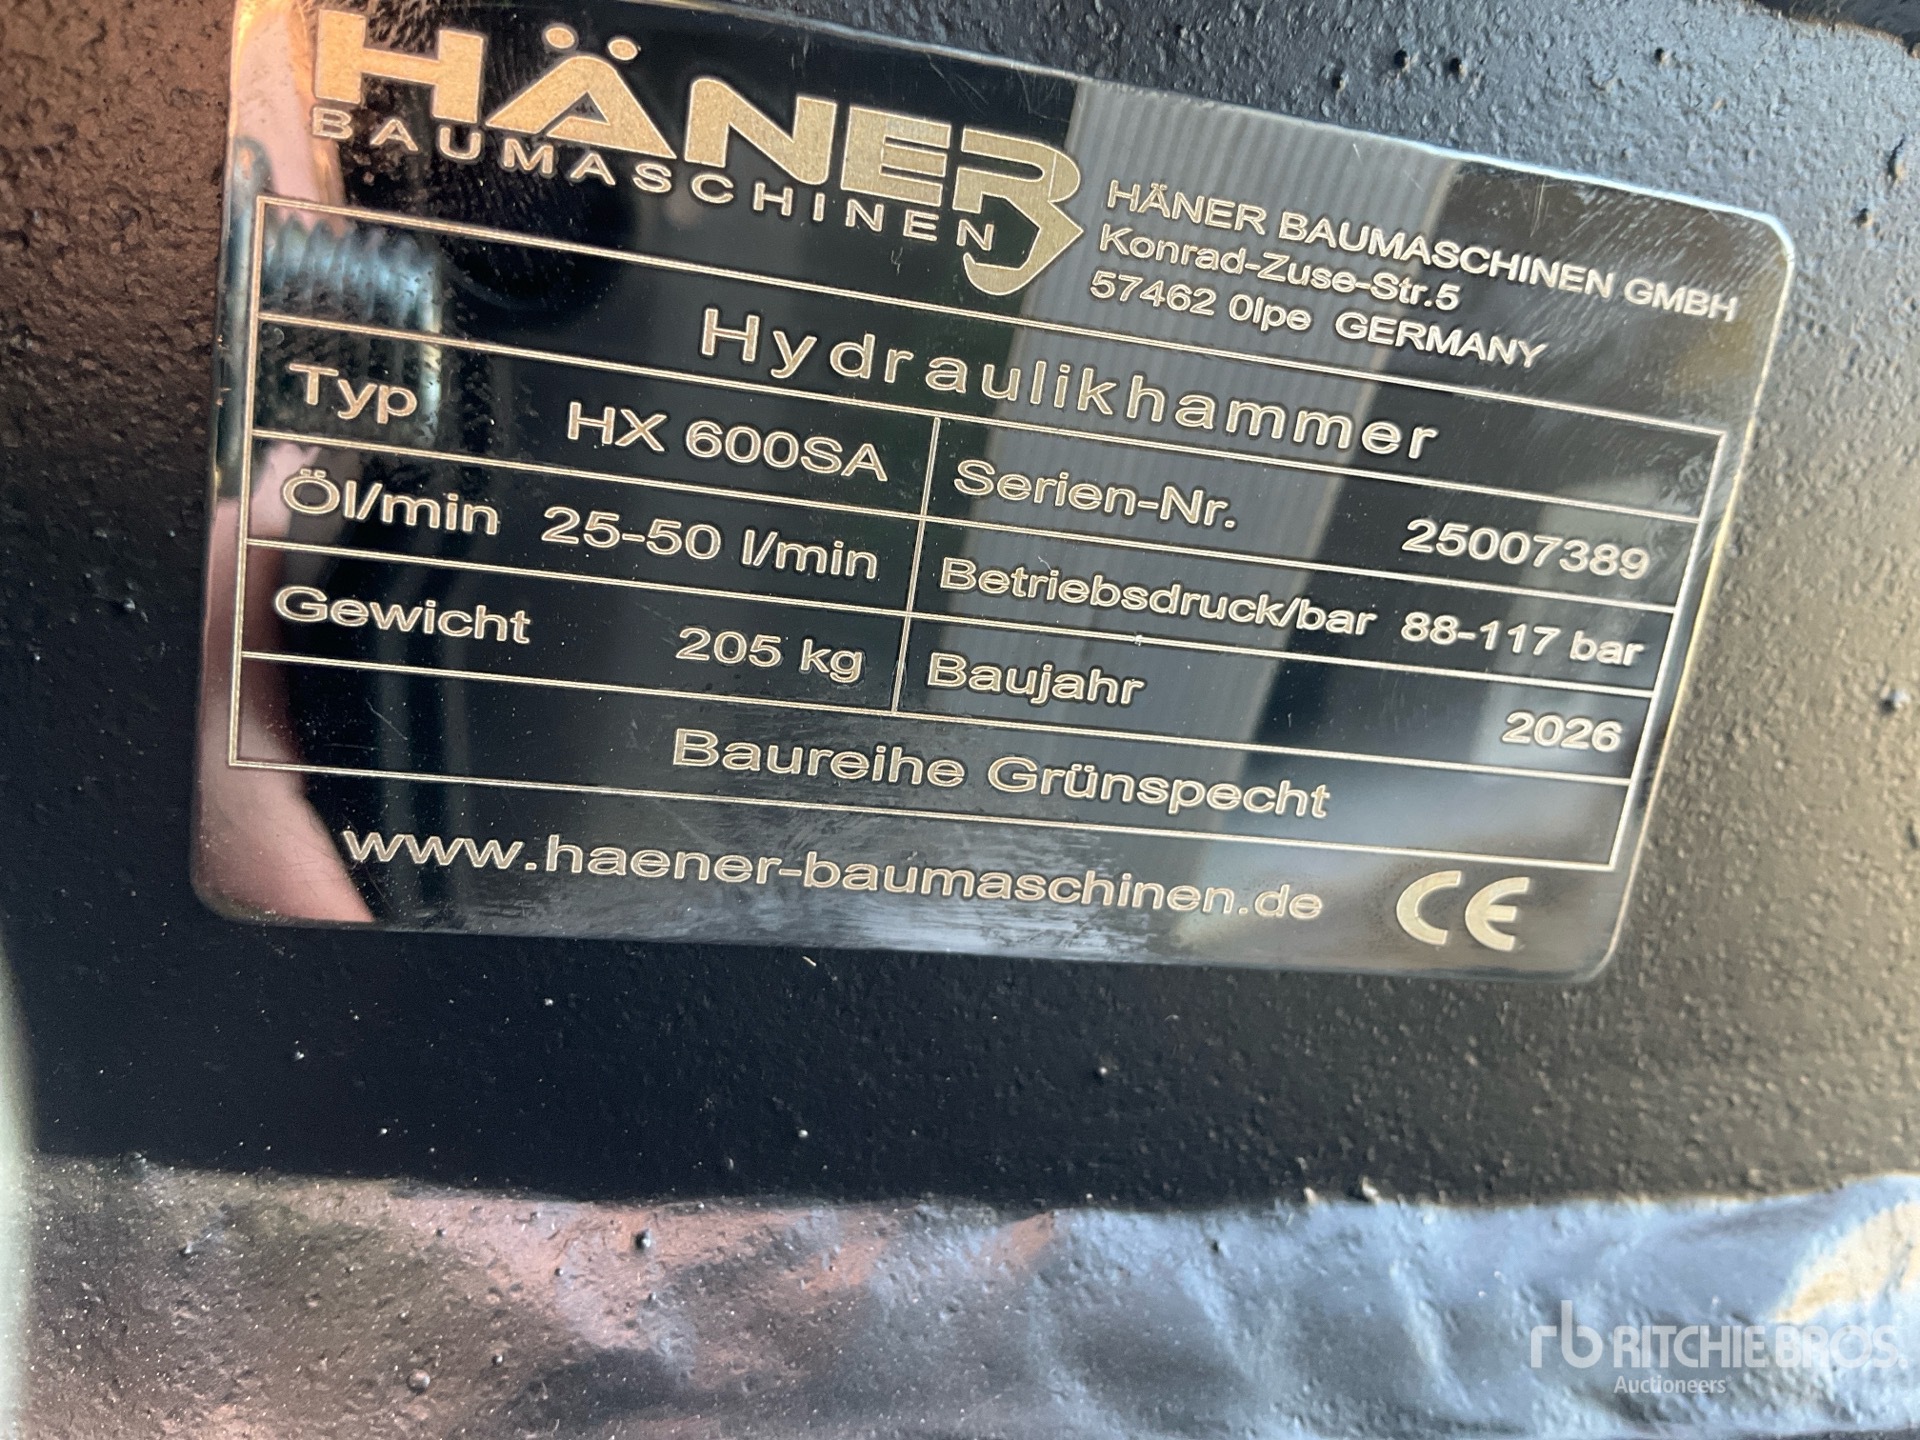 HÄNER
BAUMASCHINEN
HÄNER BAUMASCHINEN GMBH
Konrad-Zuse-Str.5
57462 Olpe GERMANY
Hydraulikhammer
Typ HX 600SA Serien-Nr. 25007389
Öl/min 25-50 l/min Betriebsdruck/bar 88-117 bar
Gewicht 205 kg Baujahr 2026
Baureihe Grünspecht
www.haener-baumaschinen.de CE
rb RITCHIE BROS.
Auctioneers